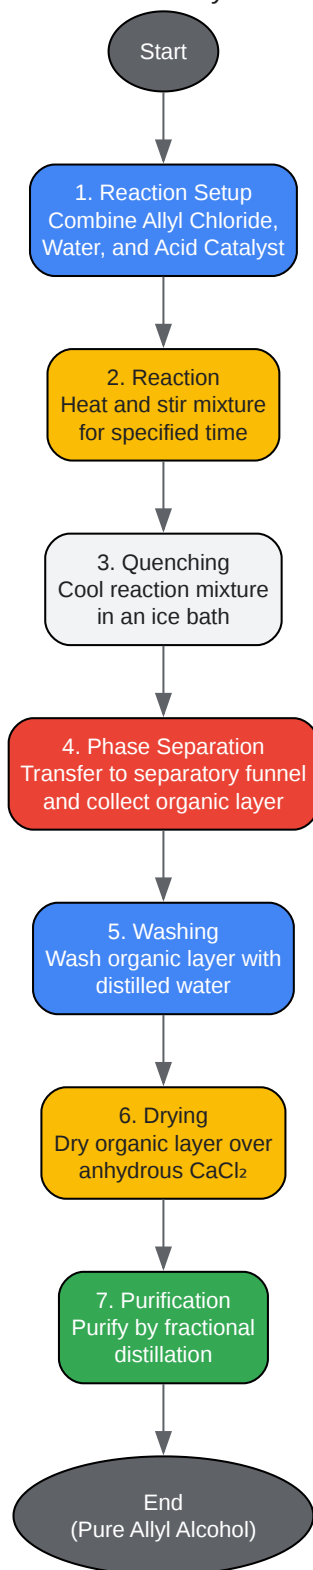 Start
1. Reaction Setup
Combine Allyl Chloride,
Water, and Acid Catalyst
2. Reaction
Heat and stir mixture
for specified time
3. Quenching
Cool reaction mixture
in an ice bath
4. Phase Separation
Transfer to separatory funnel
and collect organic layer
5. Washing
Wash organic layer with
distilled water
6. Drying
Dry organic layer over
anhydrous CaCl₂
7. Purification
Purify by fractional
distillation
End
(Pure Allyl Alcohol)